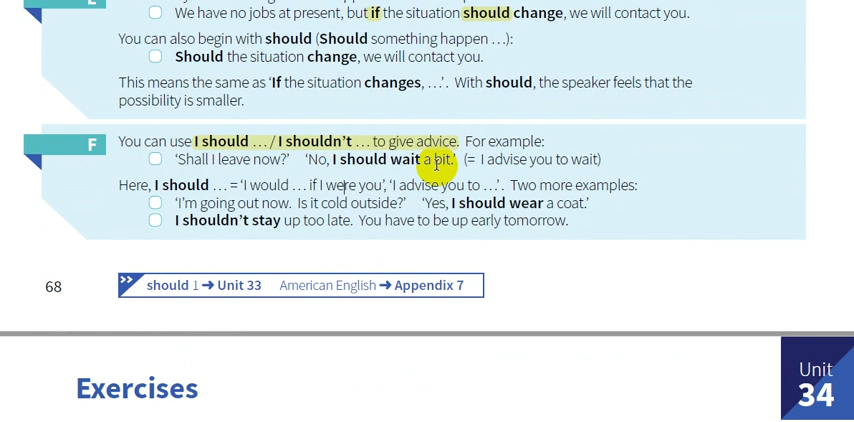 E
We have no jobs at present, but if the situation should change, we will contact you.
You can also begin with should (Should something happen …):
Should the situation change, we will contact you.
This means the same as ‘If the situation changes, …’. With should, the speaker feels that the
possibility is smaller.
F
You can use I should … / I shouldn’t … to give advice. For example:
‘Shall I leave now?’ ‘No, I should wait a bit.’ (= I advise you to wait)
Here, I should … = ‘I would … if I were you’, ‘I advise you to …’. Two more examples:
‘I’m going out now. Is it cold outside?’ ‘Yes, I should wear a coat.’
I shouldn’t stay up too late. You have to be up early tomorrow.
68
should 1 ➜ Unit 33 American English ➜ Appendix 7
Exercises
Unit
34